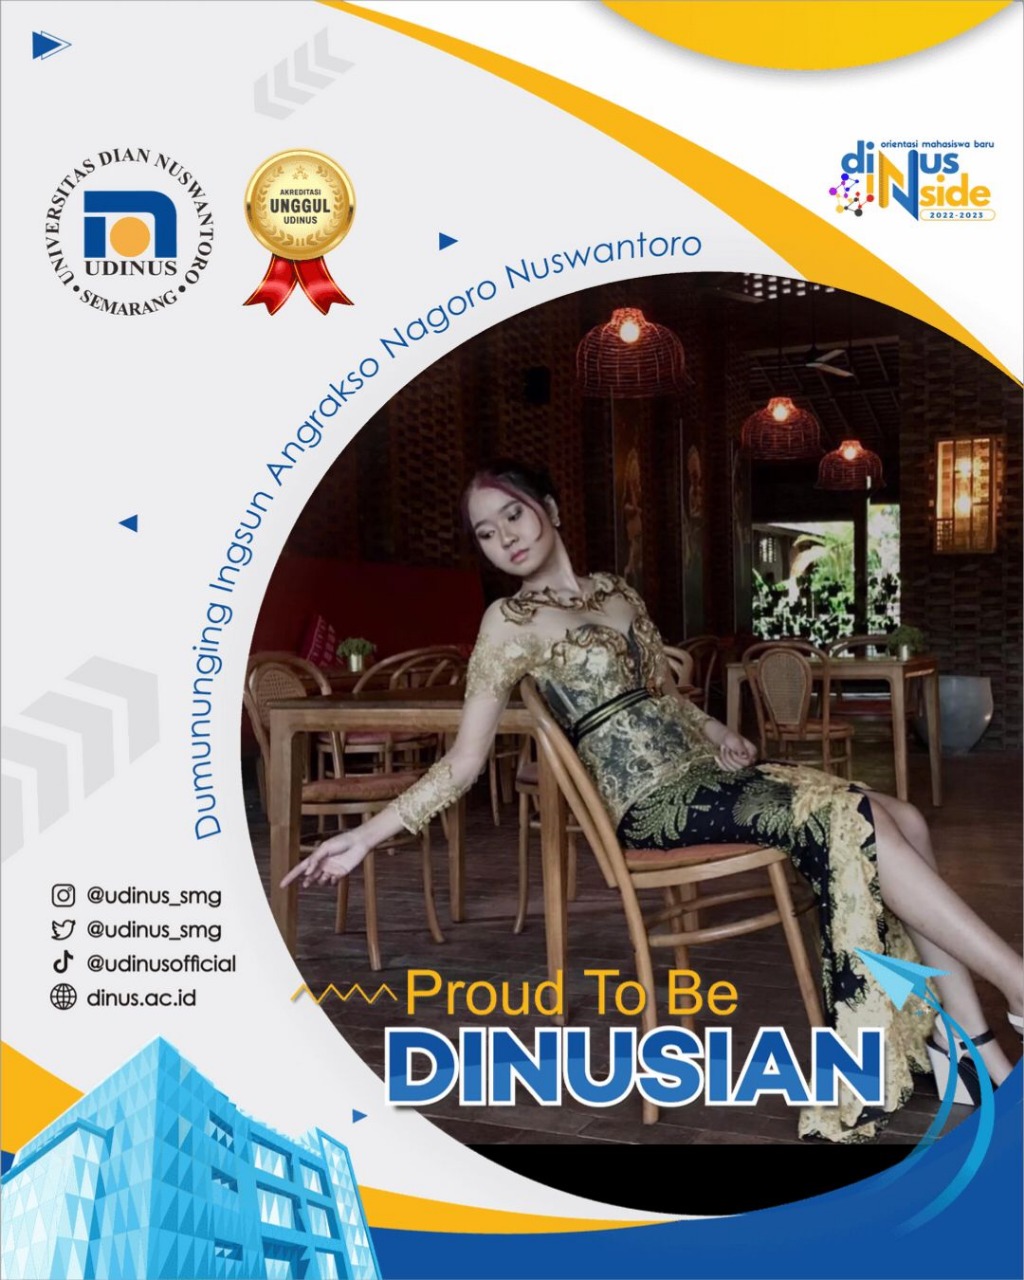 UNIVERSITAS DIAN NUSWANTORO
UDINUS
• SEMARANG •
AKREDITASI
UNGGUL
UDINUS
orientasi mahasiswa baru
diNus
iNside
2022-2023
Dumununging Ingsun Angrakso Nagoro Nuswantoro
@udinus_smg
@udinus_smg
@udinusofficial
dinus.ac.id
Proud To Be
DINUSIAN